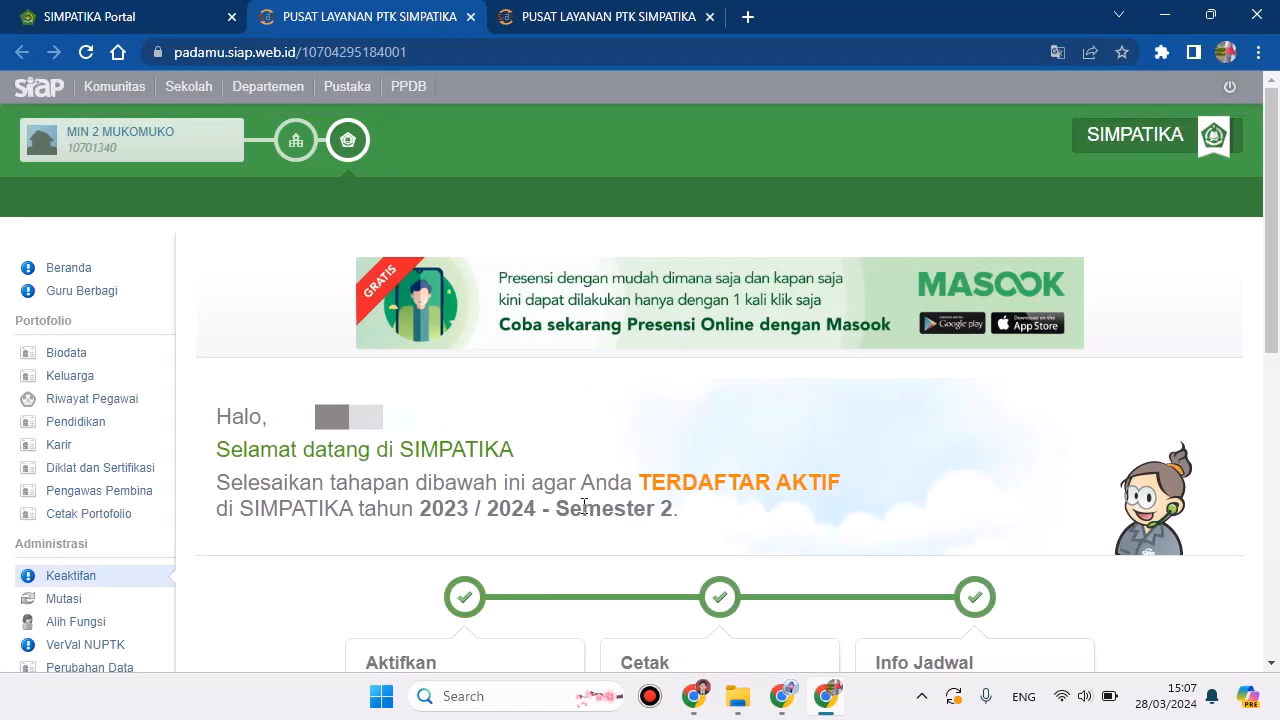 SIMPATIKA Portal
PUSAT LAYANAN PTK SIMPATIKA
PUSAT LAYANAN PTK SIMPATIKA
padamu.siap.web.id/10704295184001
siap
Komunitas
Sekolah
Departemen
Pustaka
PPDB
MIN 2 MUKOMUKO
10701340
SIMPATIKA
Beranda
Guru Berbagi
Portofolio
Biodata
Keluarga
Riwayat Pegawai
Pendidikan
Karir
Diklat dan Sertifikasi
Pengawas Pembina
Cetak Portofolio
Administrasi
Keaktifan
Mutasi
Alih Fungsi
VerVal NUPTK
Perubahan Data
GRATIS
Presensi dengan mudah dimana saja dan kapan saja
kini dapat dilakukan hanya dengan 1 kali klik saja
Coba sekarang Presensi Online dengan Masook
MASOOK
Google play
Download on the
App Store
Halo,
Selamat datang di SIMPATIKA
Selesaikan tahapan dibawah ini agar Anda TERDAFTAR AKTIF
di SIMPATIKA tahun 2023 / 2024 - Semester 2.
Aktifkan
Cetak
Info Jadwal
Search
ENG
15:07
28/03/2024
PRE